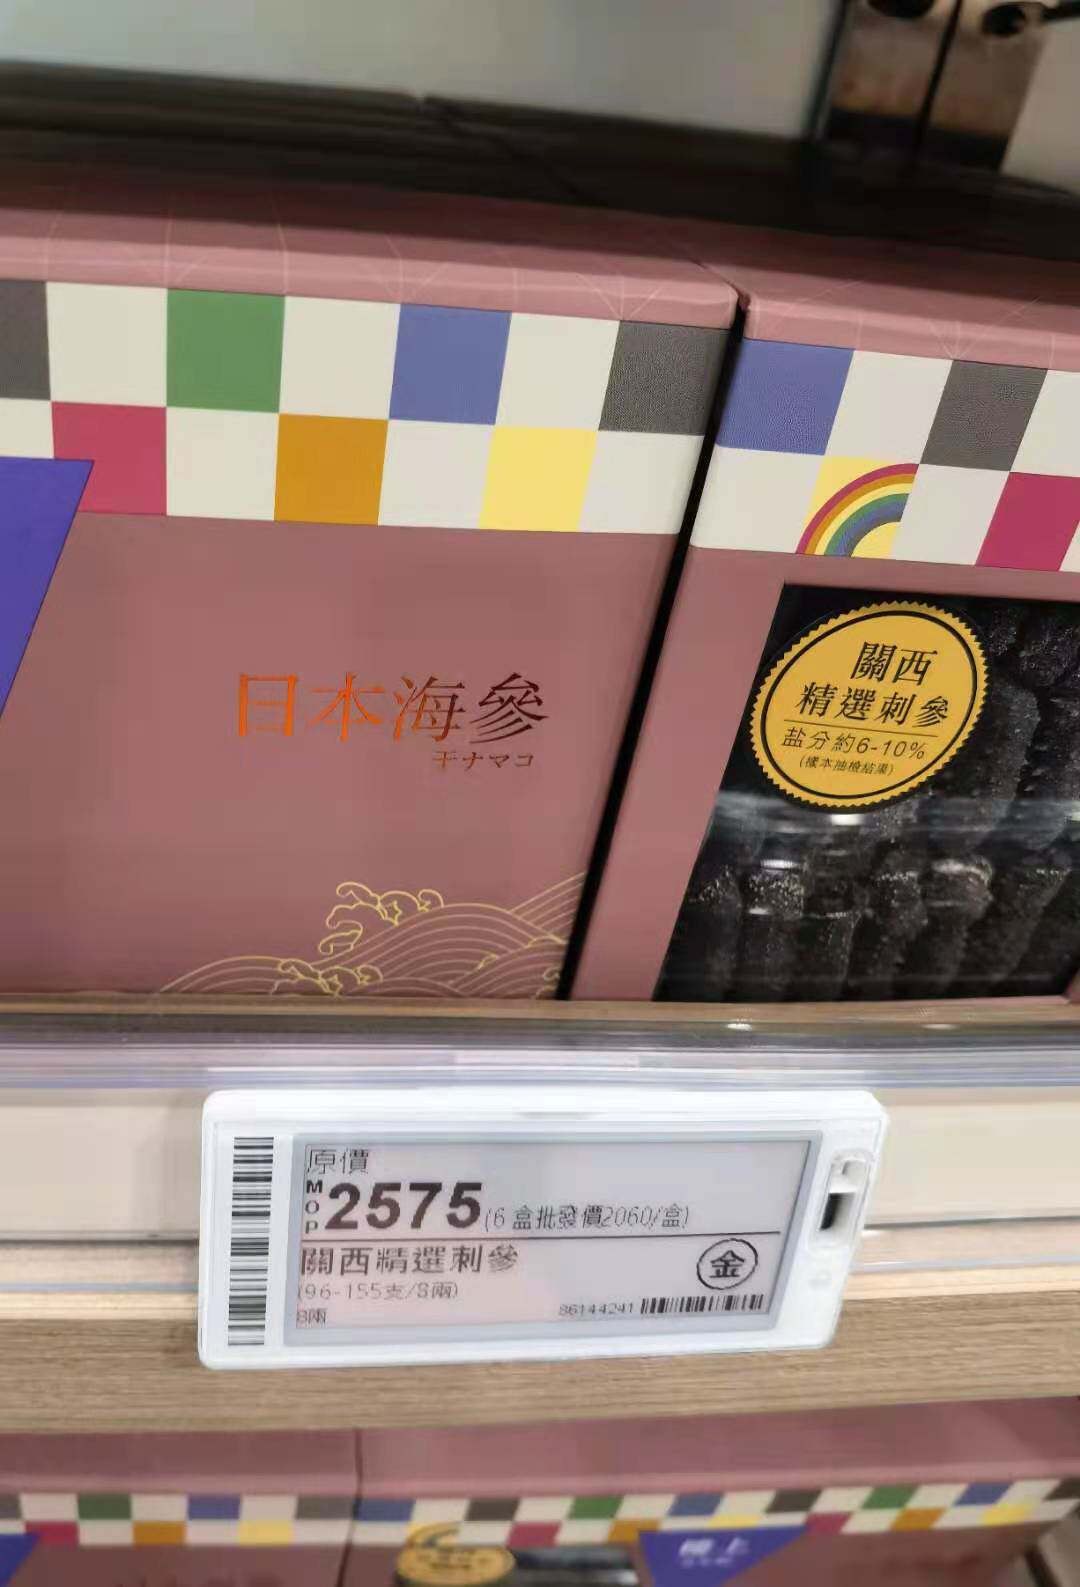 日本海參
干ナマコ
關西
精選刺參
盐分約6-10%
(樣本抽檢結果)
原價
MOP 2575 (6盒批發價2060/盒)
關西精選刺參
金
(96-155支/8兩)
8兩
86144241
樓上